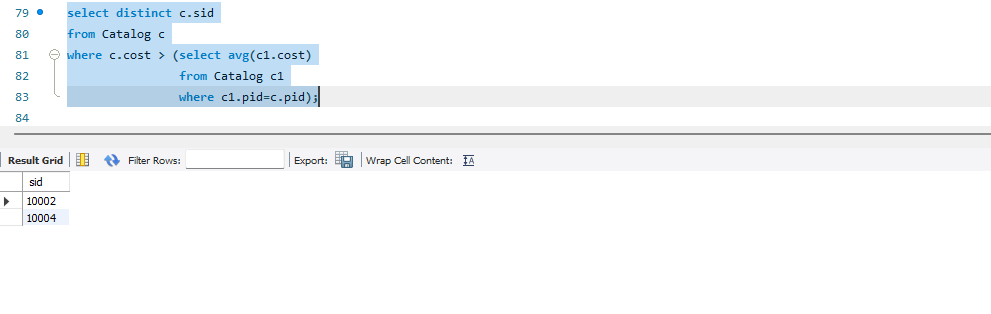 79 select distinct c.sid
80 from Catalog c
81 where c.cost > (select avg(c1.cost)
82 from Catalog c1
83 where c1.pid=c.pid);
84
Result Grid Filter Rows: Export: Wrap Cell Content: IA
sid
10002
10004